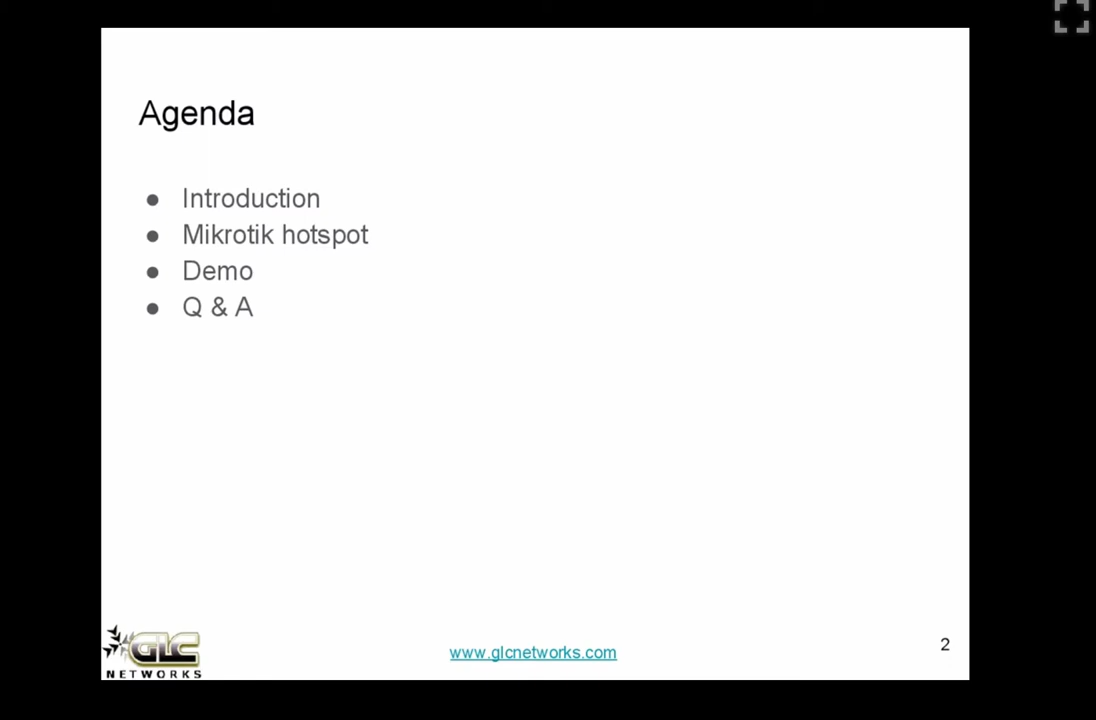 Agenda
● Introduction
● Mikrotik hotspot
● Demo
● Q & A
GLC
NETWORKS
www.glcnetworks.com
2